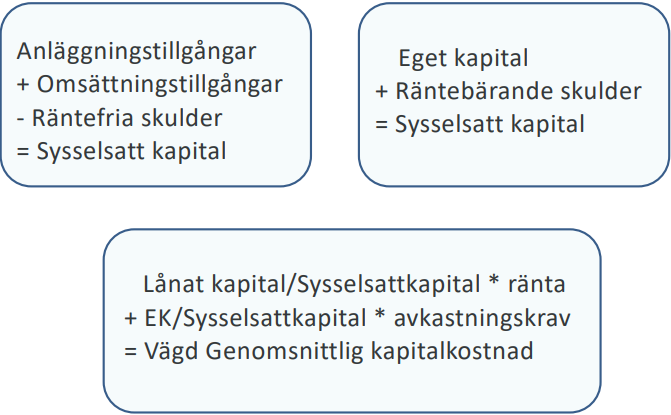 Anläggningstillgångar
+ Omsättningstillgångar
- Räntefria skulder
= Sysselsatt kapital
Eget kapital
+ Räntebärande skulder
= Sysselsatt kapital
Lånat kapital/Sysselsattkapital * ränta
+ EK/Sysselsattkapital * avkastningskrav
= Vägd Genomsnittlig kapitalkostnad